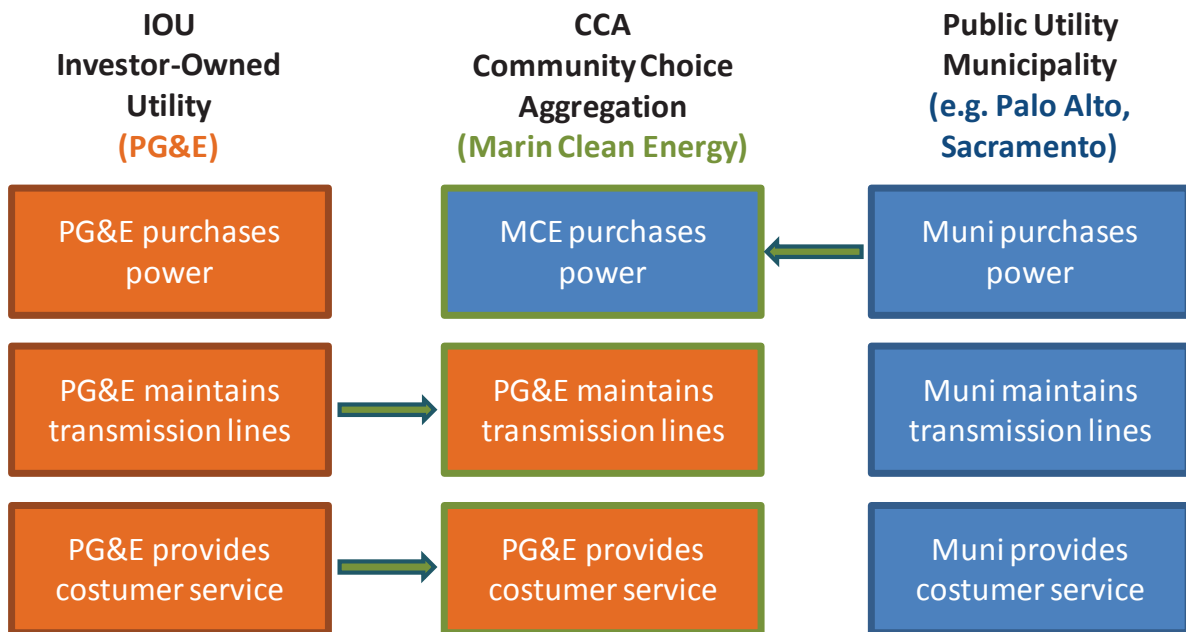 IOU
Investor-Owned
Utility
(PG&E)
CCA
Community Choice
Aggregation
(Marin Clean Energy)
Public Utility
Municipality
(e.g. Palo Alto,
Sacramento)
PG&E purchases
power
MCE purchases
power
Muni purchases
power
PG&E maintains
transmission lines
PG&E maintains
transmission lines
Muni maintains
transmission lines
PG&E provides
costumer service
PG&E provides
costumer service
Muni provides
costumer service